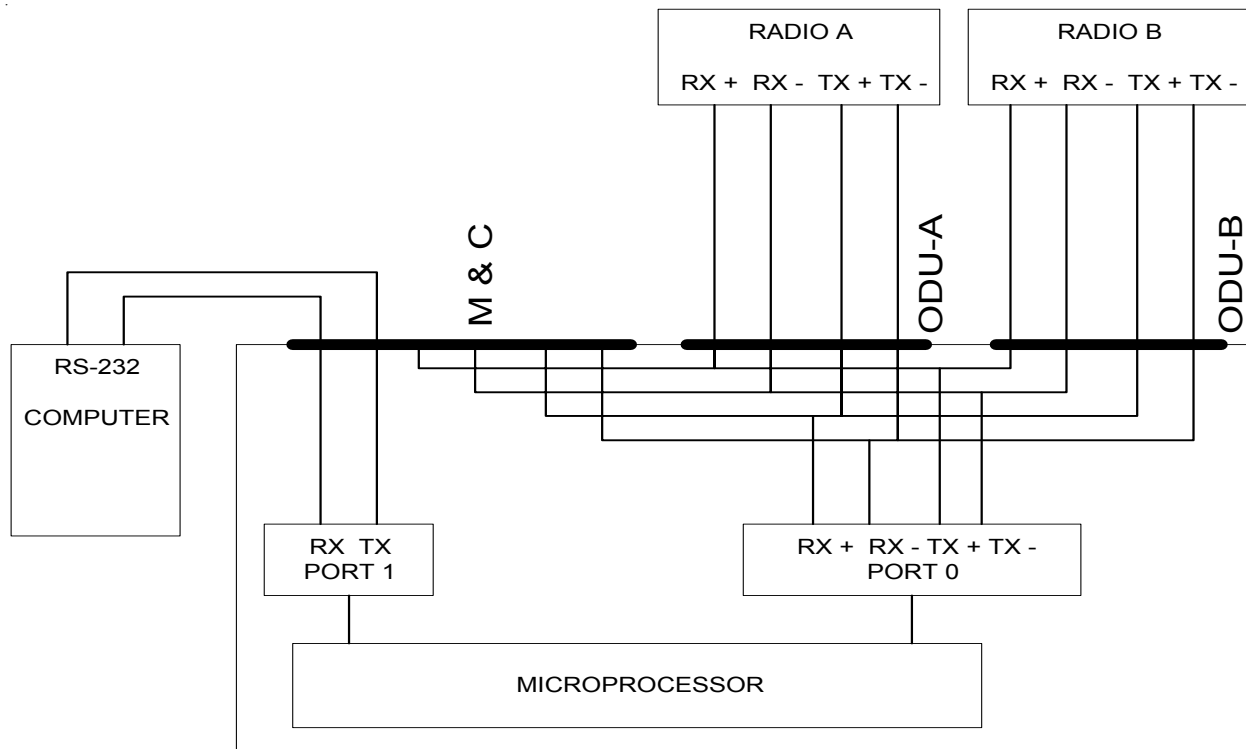 RADIO A
RX + RX - TX + TX -
RADIO B
RX + RX - TX + TX -
M & C
ODU-A
ODU-B
RS-232
COMPUTER
RX TX
PORT 1
RX + RX - TX + TX -
PORT 0
MICROPROCESSOR